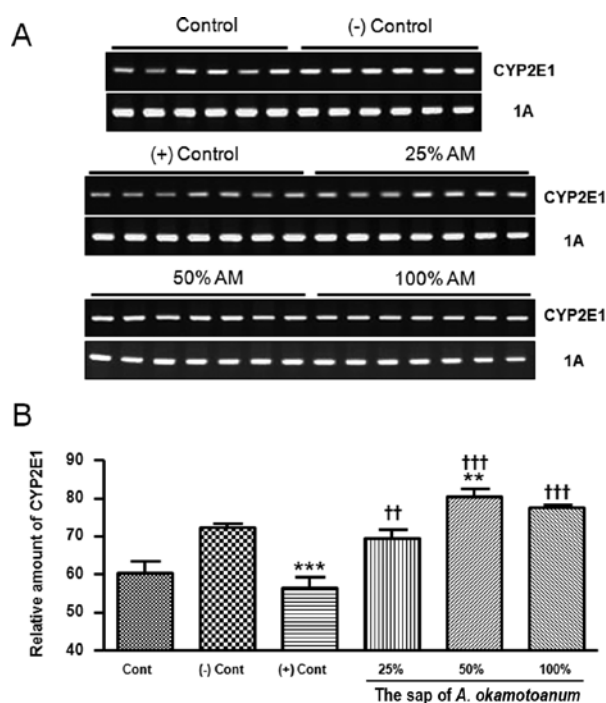 A
Control (-) Control
CYP2E1
1A
(+) Control 25% AM
CYP2E1
1A
50% AM 100% AM
CYP2E1
1A
B
Relative amount of CYP2E1
90
80
70
60
50
40
***
††
†††
**
†††
Cont (-) Cont (+) Cont 25% 50% 100%
The sap of A. okamotoanum